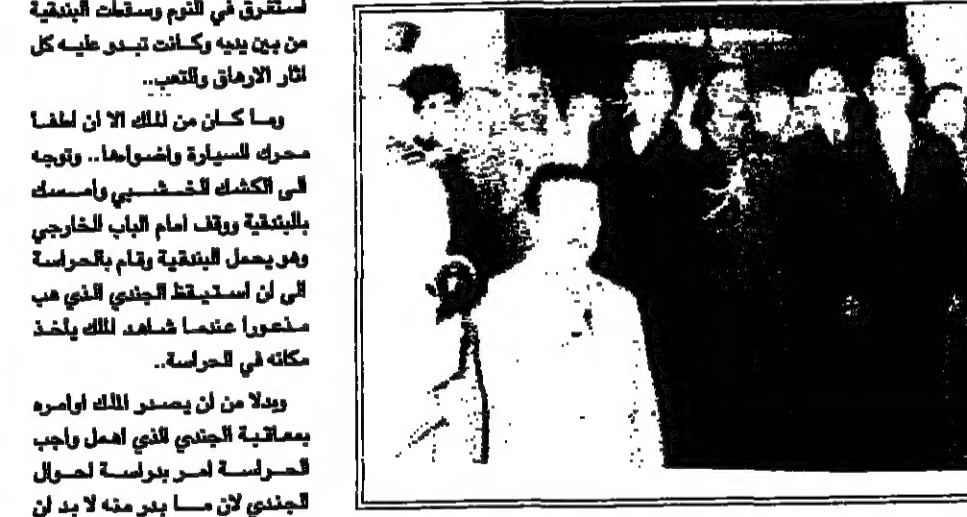 استغرق في النوم وسقطت البندقية
من بين يديه وكانت تبدو عليه كل
اثار الارهاق والتعب..
وما كان من الملك الا ان اطفأ
محرك السيارة واضواءها.. وتوجه
الى الكشك الخشبي وامسك
بالبندقية ووقف امام الباب الخارجي
وهو يحمل البندقية وقام بالحراسة
الى ان استيقظ الجندي الذي هب
مذعورا عندما شاهد الملك يأخذ
مكانه في الحراسة..
وبدلا من ان يصدر الملك اوامره
بمعاقبة الجندي الذي اهمل واجب
الحراسة امر بدراسة احوال
الجندي لان ما بدر منه لا بد ان